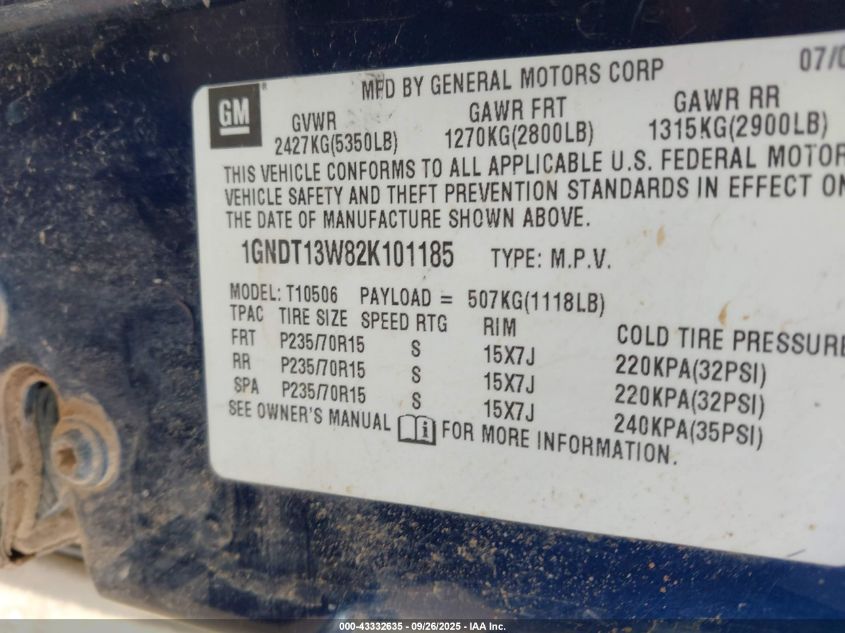 MFD BY GENERAL MOTORS CORP 07/0
GM
GVWR GAWR FRT GAWR RR
2427KG(5350LB) 1270KG(2800LB) 1315KG(2900LB)
THIS VEHICLE CONFORMS TO ALL APPLICABLE U.S. FEDERAL MOTOR
VEHICLE SAFETY AND THEFT PREVENTION STANDARDS IN EFFECT ON
THE DATE OF MANUFACTURE SHOWN ABOVE.
1GNDT13W82K101185 TYPE: M.P.V.
MODEL: T10506 PAYLOAD = 507KG(1118LB)
TPAC TIRE SIZE SPEED RTG RIM COLD TIRE PRESSURE
FRT P235/70R15 S 15X7J 220KPA(32PSI)
RR P235/70R15 S 15X7J 220KPA(32PSI)
SPA P235/70R15 S 15X7J 240KPA(35PSI)
SEE OWNER'S MANUAL i FOR MORE INFORMATION.
000-43332635 - 09/26/2025 - IAA Inc.